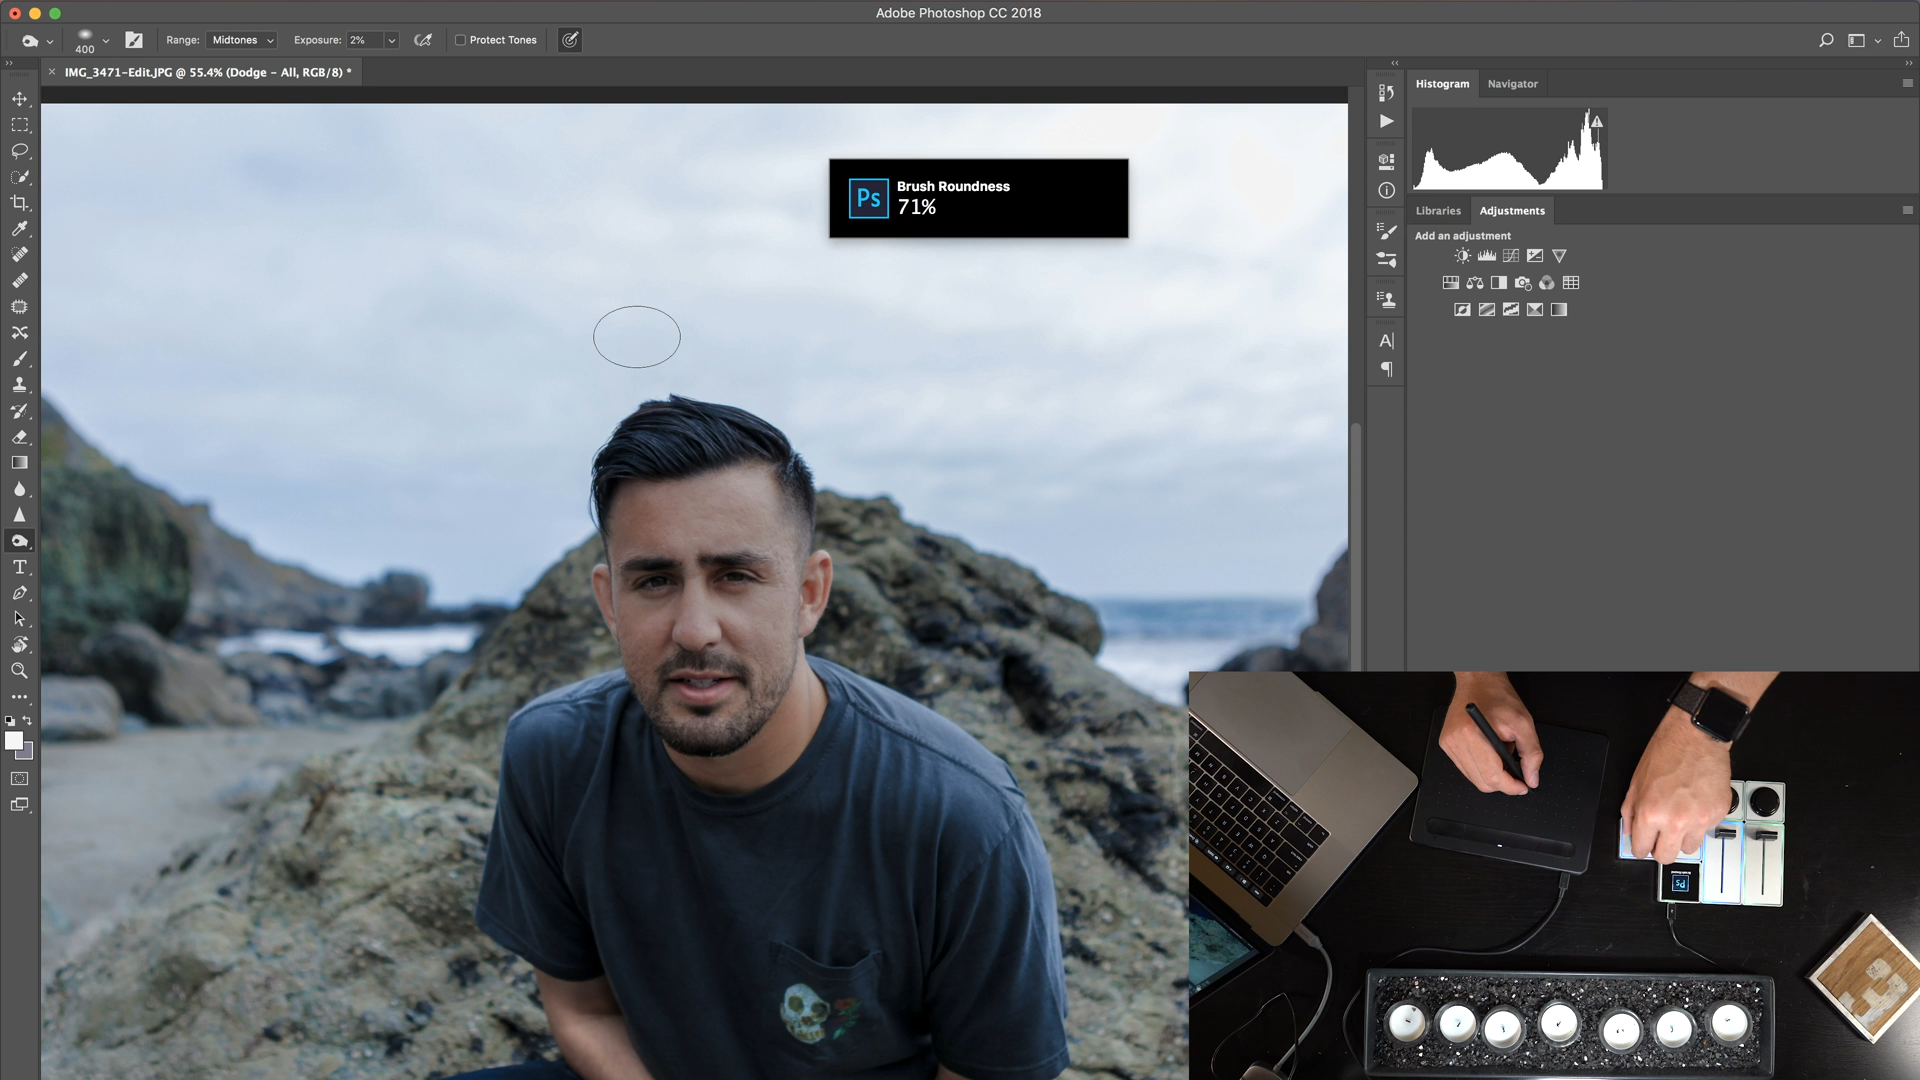 Adobe Photoshop CC 2018
400
Range: Midtones
Exposure: 2%
Protect Tones
IMG_3471-Edit.JPG @ 55.4% (Dodge - All, RGB/8) *
Histogram
Navigator
Ps
Brush Roundness
71%
Libraries
Adjustments
Add an adjustment